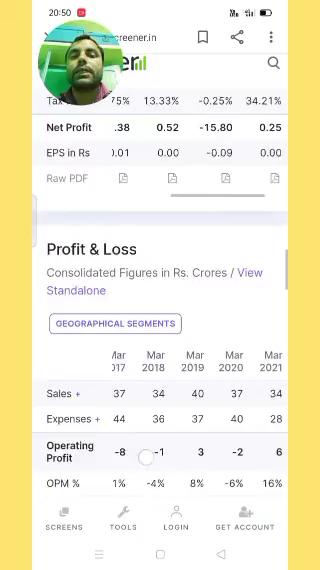 20:50
screener.in
er
Tax 75% 13.33% -0.25% 34.21%
Net Profit .38 0.52 -15.80 0.25
EPS in Rs 0.01 0.00 -0.09 0.00
Raw PDF
Profit & Loss
Consolidated Figures in Rs. Crores / View
Standalone
GEOGRAPHICAL SEGMENTS
Mar Mar Mar Mar Mar
2017 2018 2019 2020 2021
Sales + 37 34 40 37 34
Expenses + 44 36 37 40 28
Operating
Profit -8 -1 3 -2 6
OPM % 1% -4% 8% -6% 16%
SCREENS TOOLS LOGIN GET ACCOUNT